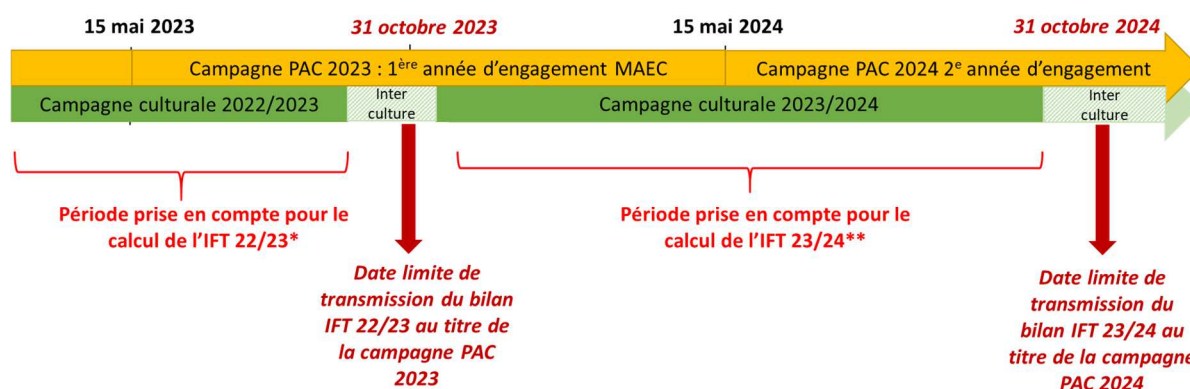 15 mai 2023
31 octobre 2023
15 mai 2024
31 octobre 2024
Campagne PAC 2023 : 1ère année d'engagement MAEC
Campagne PAC 2024 2e année d'engagement
Campagne culturale 2022/2023
Inter
culture
Campagne culturale 2023/2024
Inter
culture
Période prise en compte pour le
calcul de l'IFT 22/23*
Période prise en compte pour le
calcul de l'IFT 23/24**
Date limite de
transmission du bilan
IFT 22/23 au titre de
la campagne PAC
2023
Date limite de
transmission du
bilan IFT 23/24 au
titre de la campagne
PAC 2024